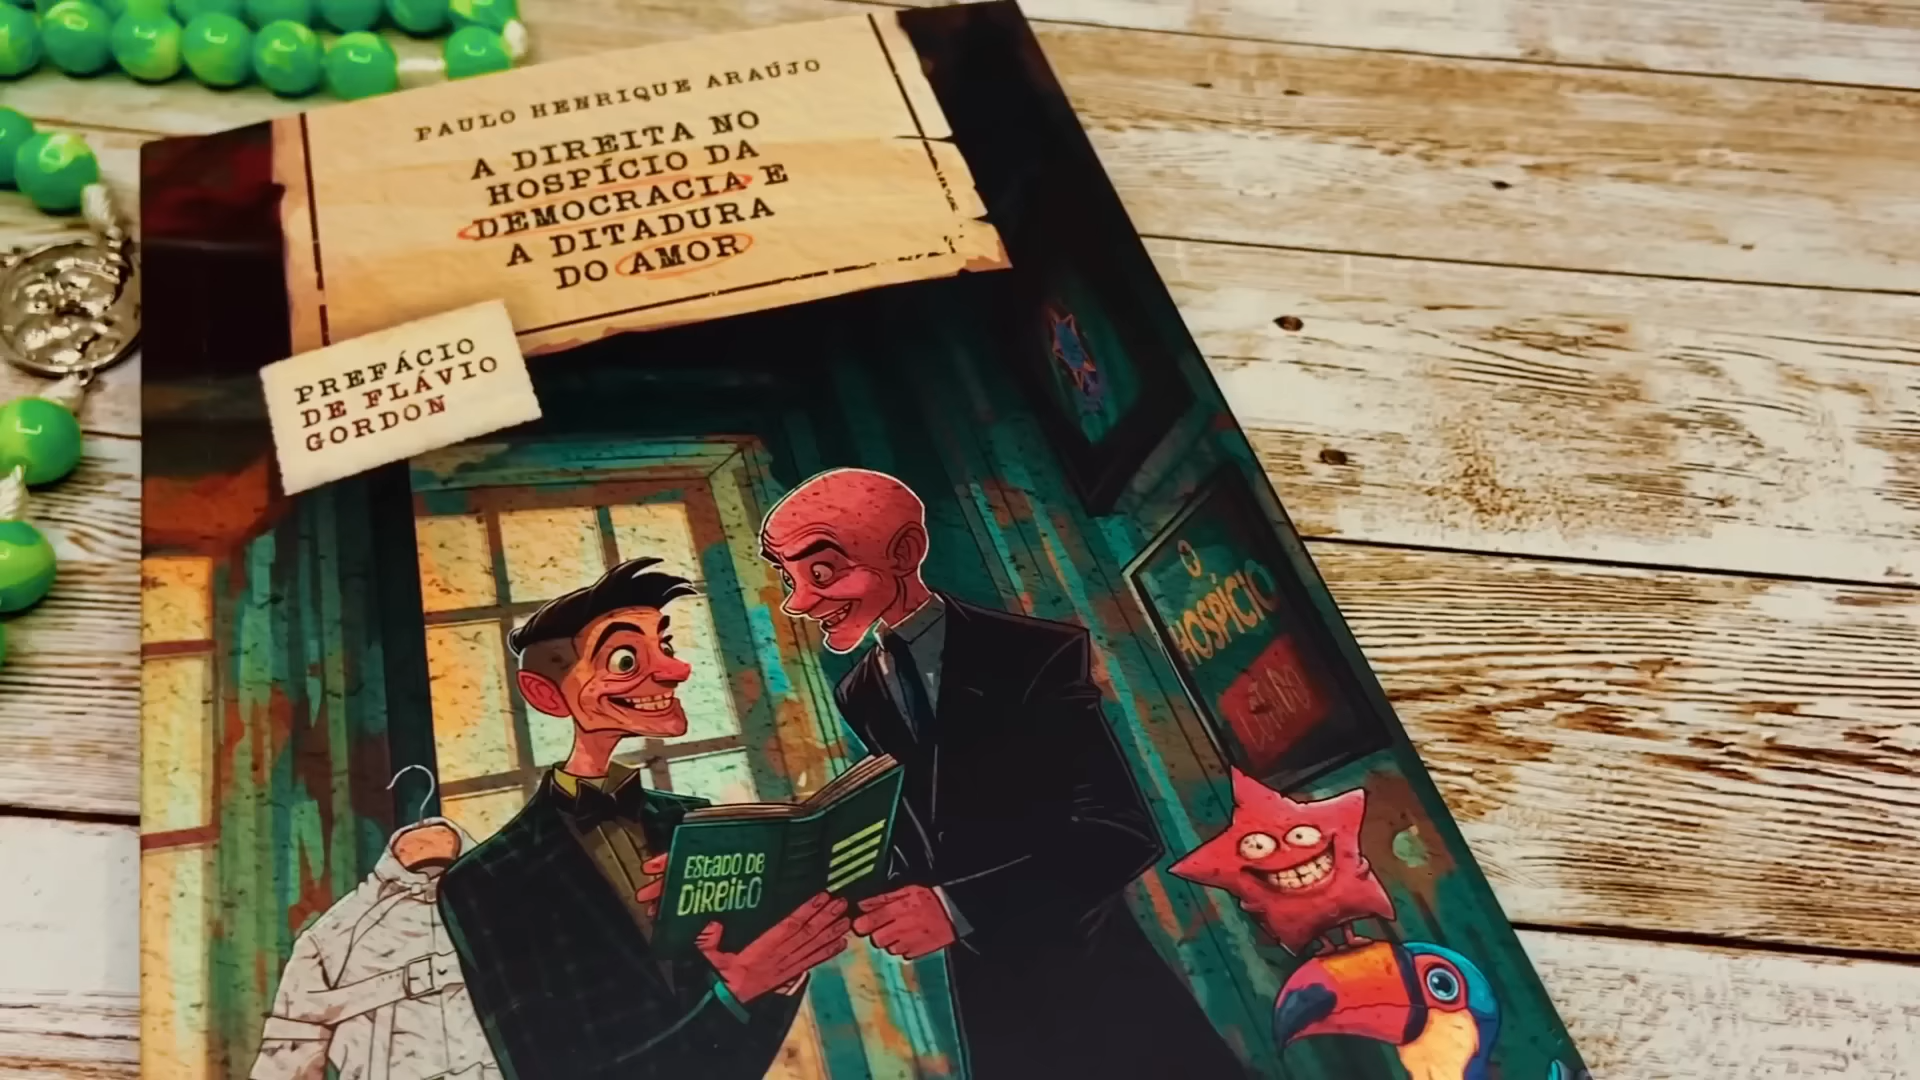 PAULO HENRIQUE ARAÚJO
A DIREITA NO
HOSPÍCIO DA
DEMOCRACIA E
A DITADURA
DO AMOR
PREFÁCIO
DE FLÁVIO
GORDON
O
HOSPÍCIO
ESTADO DE
DIREITO